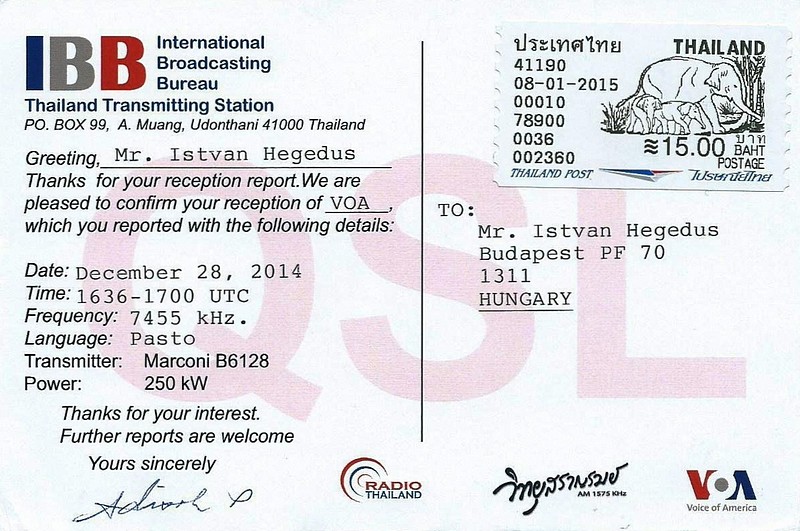 IBB International
Broadcasting
Bureau
Thailand Transmitting Station
PO. BOX 99, A. Muang, Udonthani 41000 Thailand
Greeting, Mr. Istvan Hegedus
Thanks for your reception report.We are
pleased to confirm your reception of VOA,
which you reported with the following details:
Date: December 28, 2014
Time: 1636-1700 UTC
Frequency: 7455 kHz.
Language: Pasto
Transmitter: Marconi B6128
Power: 250 kW
Thanks for your interest.
Further reports are welcome
Yours sincerely
QSL
ประเทศไทย THAILAND
41190
08-01-2015
00010
78900
0036
002360
≋15.00 บาท
BAHT
POSTAGE
THAILAND POST ไปรษณีย์ไทย
TO:
Mr. Istvan Hegedus
Budapest PF 70
1311
HUNGARY
RADIO
THAILAND
วิทยุสราญรมย์
AM 1575 KHz
VOA
Voice of America